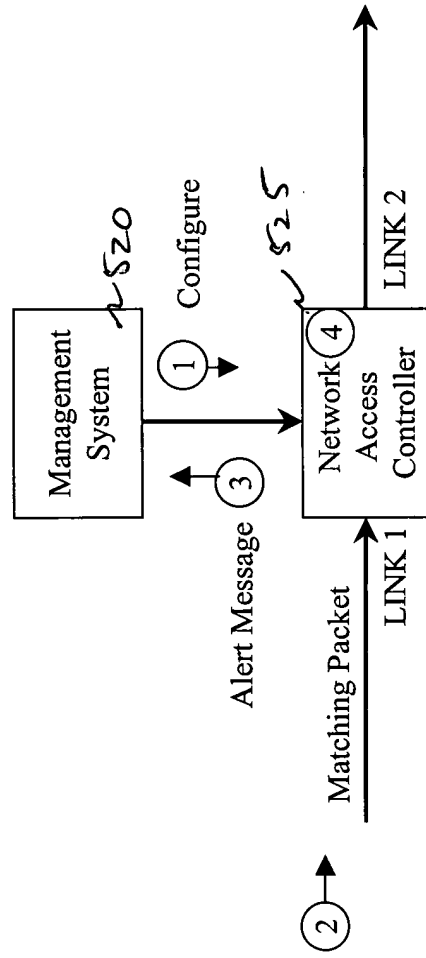 Management
System
520
1
Configure
3
Alert Message
525
Network
4
Access
Controller
2
Matching Packet
LINK 1
LINK 2